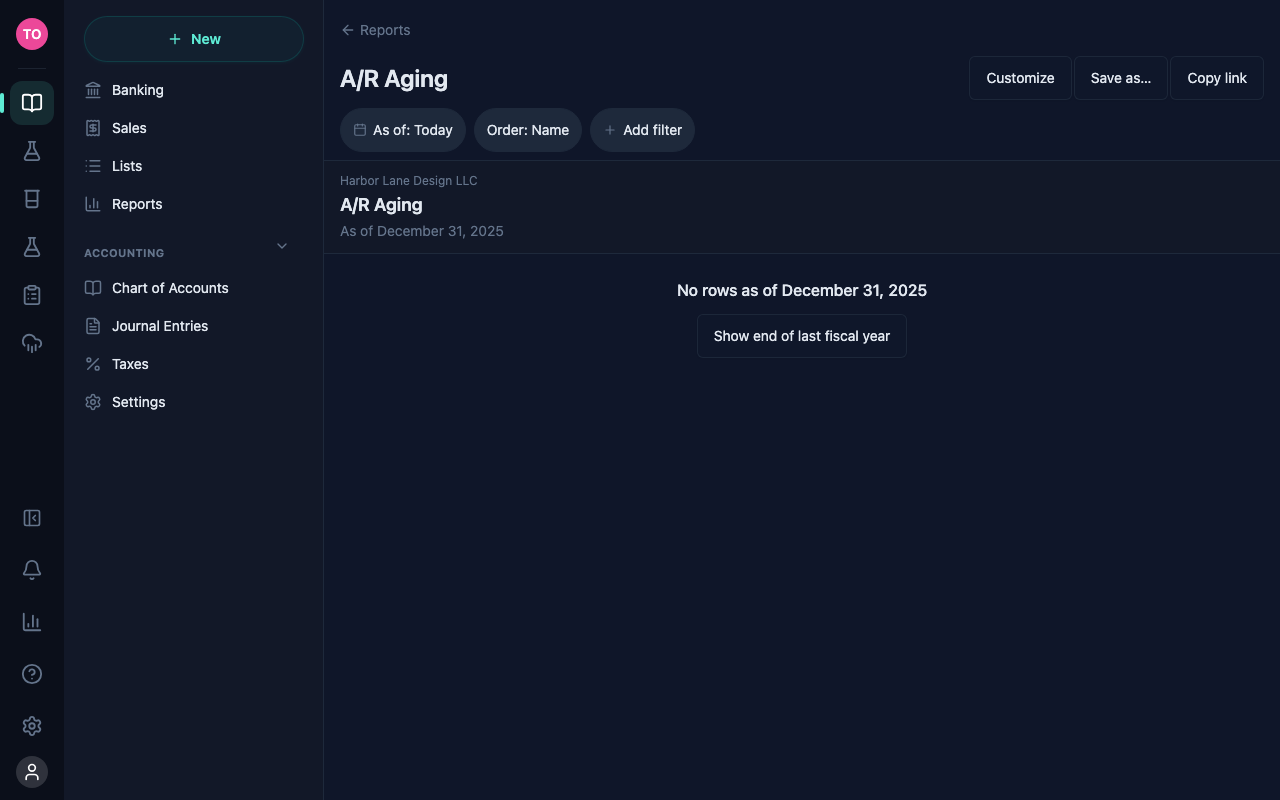 TO
New
Banking
Sales
Lists
Reports
ACCOUNTING
Chart of Accounts
Journal Entries
Taxes
Settings
Reports
A/R Aging
Customize
Save as...
Copy link
As of: Today
Order: Name
Add filter
Harbor Lane Design LLC
A/R Aging
As of December 31, 2025
No rows as of December 31, 2025
Show end of last fiscal year